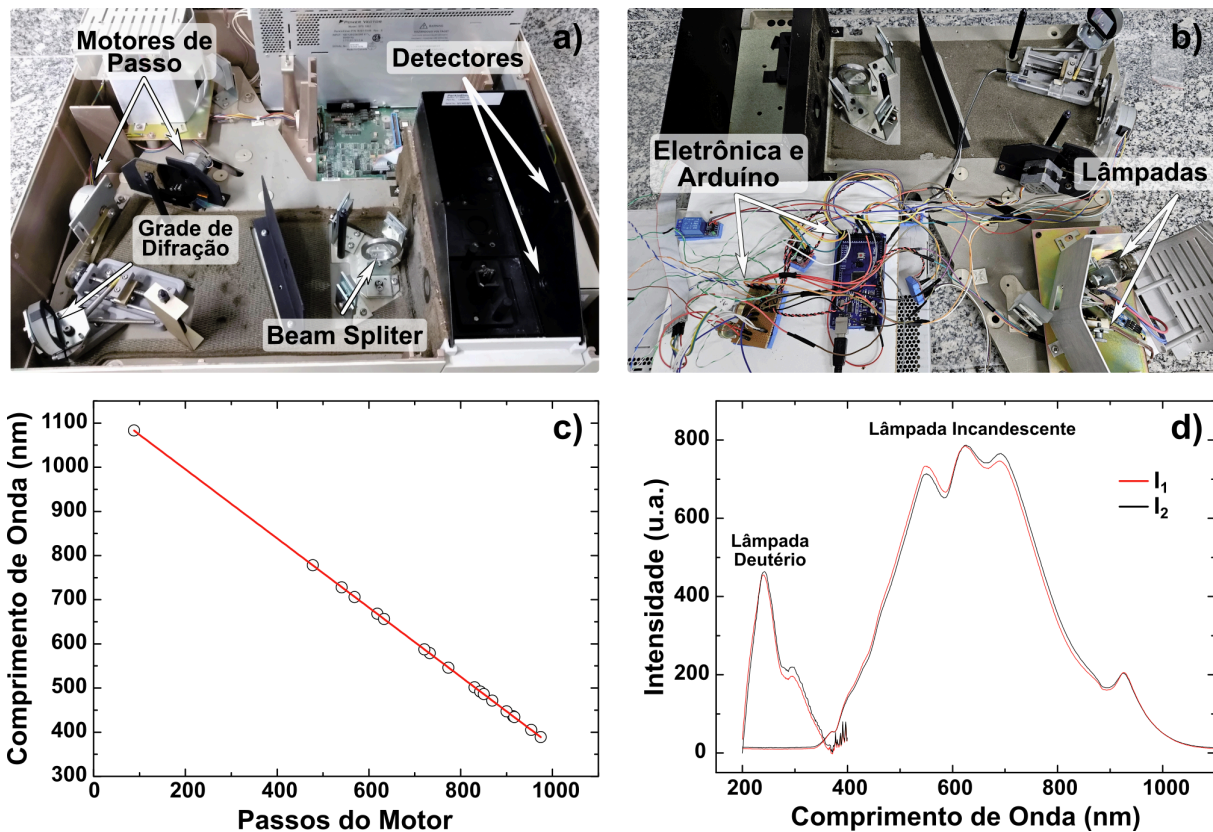 a)
Motores de
Passo
Detectores
Grade de
Difração
Beam Spliter
b)
Eletrônica e
Arduíno
Lâmpadas
c)
Comprimento de Onda (nm)
1100
1000
900
800
700
600
500
400
300
0 200 400 600 800 1000
Passos do Motor
d)
Intensidade (u.a.)
800
600
400
200
0
Lâmpada Incandescente
Lâmpada
Deutério
I1
I2
200 400 600 800 1000
Comprimento de Onda (nm)